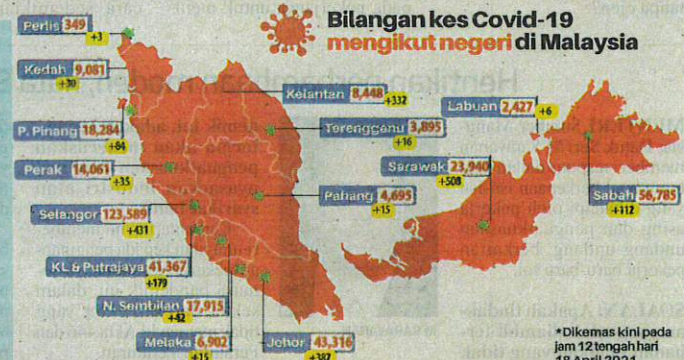 Bilangan kes Covid-19
mengikut negeri di Malaysia
Perlis 349
+3
Kedah 9,081
+30
P. Pinang 18,284
+84
Perak 14,061
+35
Selangor 123,589
+431
KL & Putrajaya 41,367
+179
N. Sembilan 17,915
Melaka 6,902
+15
Johor 43,316
+387
Kelantan 8,448
+332
Terengganu 3,895
+16
Pahang 4,695
+15
Labuan 2,427 +6
Sarawak 23,940
+508
Sabah 56,785
+112
*Dikemas kini pada
jam 12 tengah hari
18 April 2021